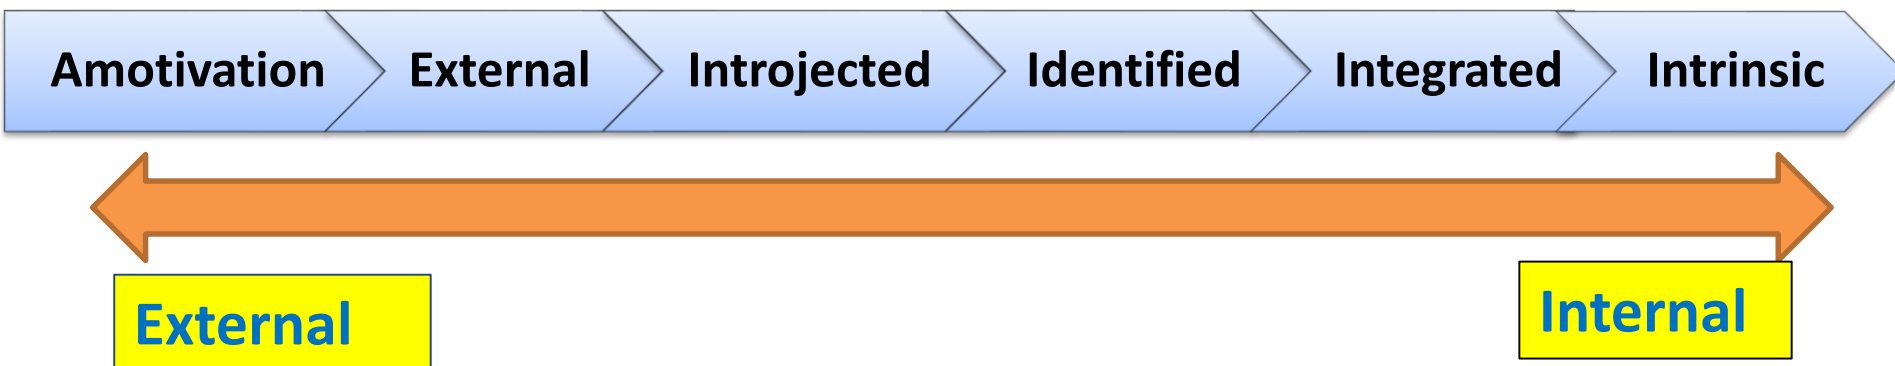 Amotivation External Introjected Identified Integrated Intrinsic
External
Internal